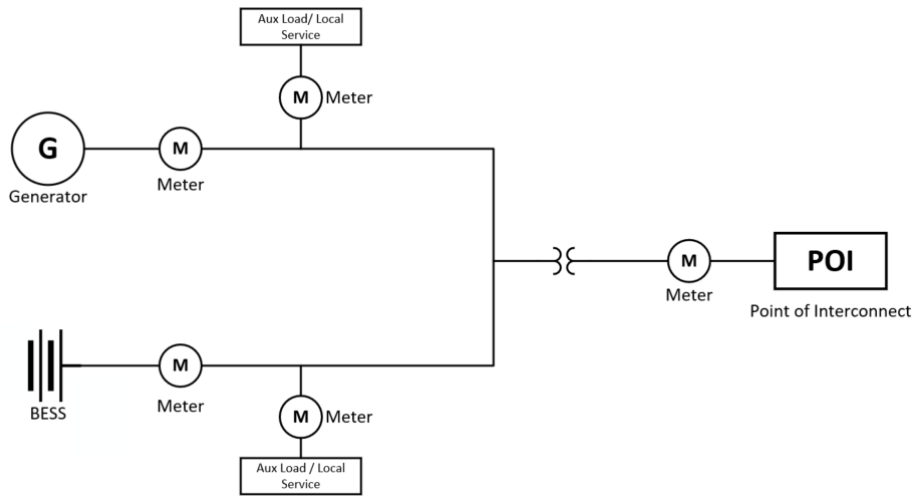 Aux Load/ Local
Service
M Meter
G
M
Generator
Meter
M
POI
Meter
Point of Interconnect
M
BESS
Meter
M Meter
Aux Load / Local
Service